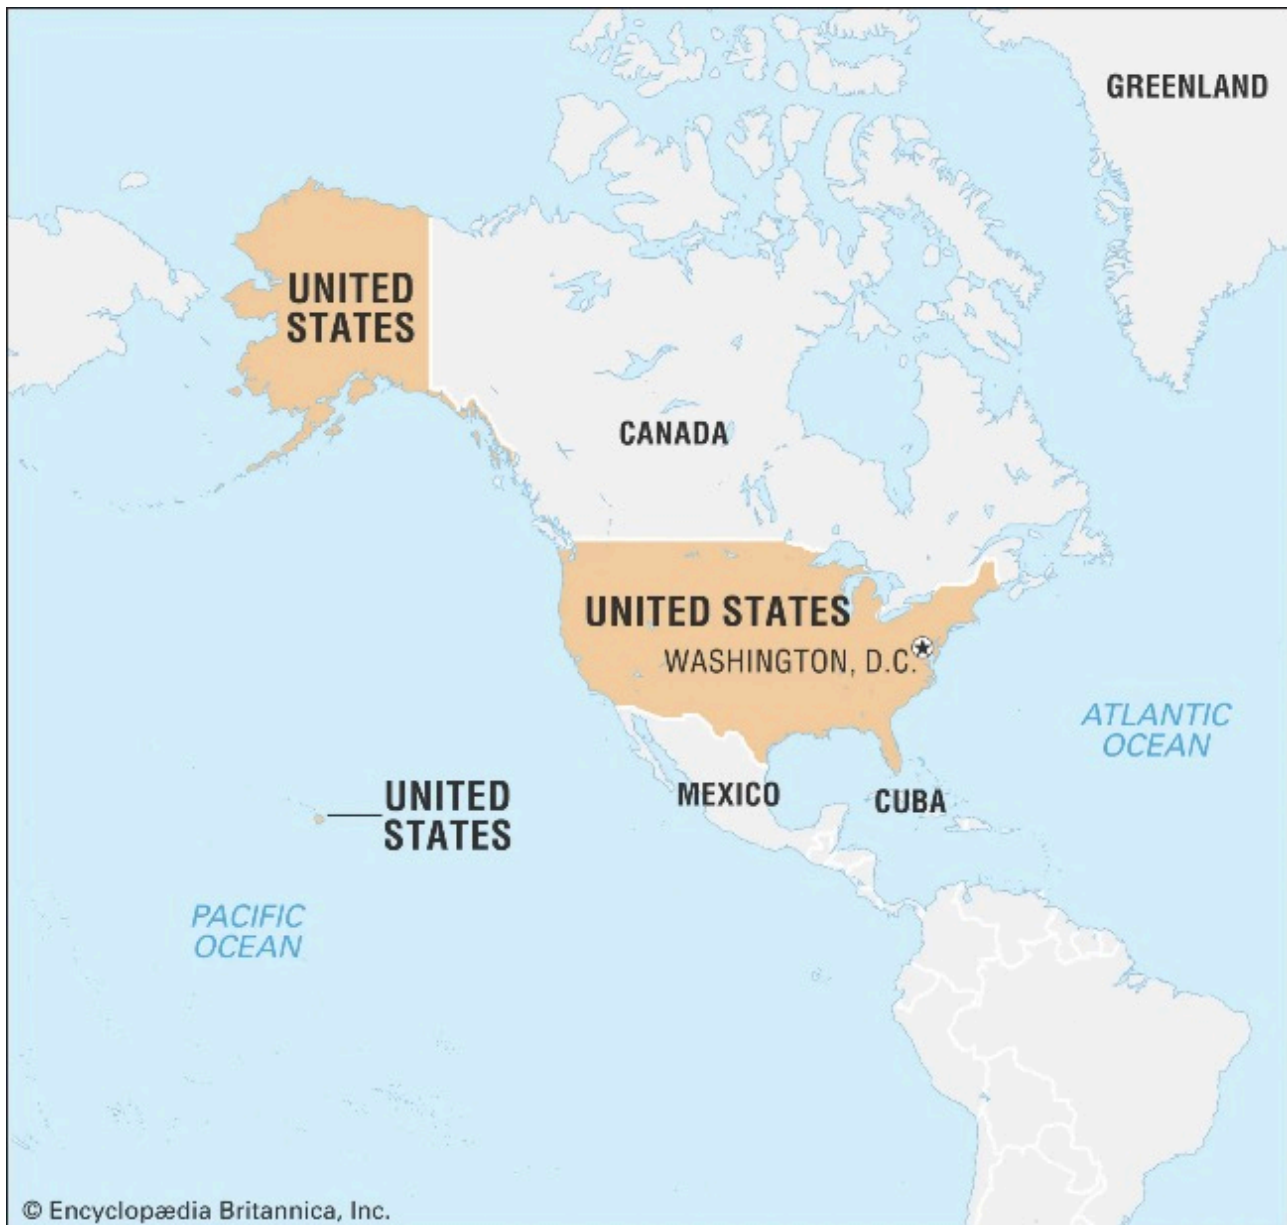 GREENLAND
UNITED
STATES
CANADA
UNITED STATES
WASHINGTON, D.C.
ATLANTIC
OCEAN
MEXICO
CUBA
UNITED
STATES
PACIFIC
OCEAN
© Encyclopædia Britannica, Inc.